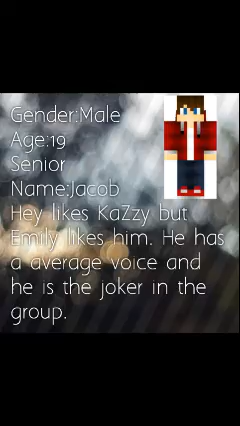 Gender:Male
Age:19
Senior
Name:Jacob
Hey likes KaZzy but
Emily likes him. He has
a average voice and
he is the joker in the
group.